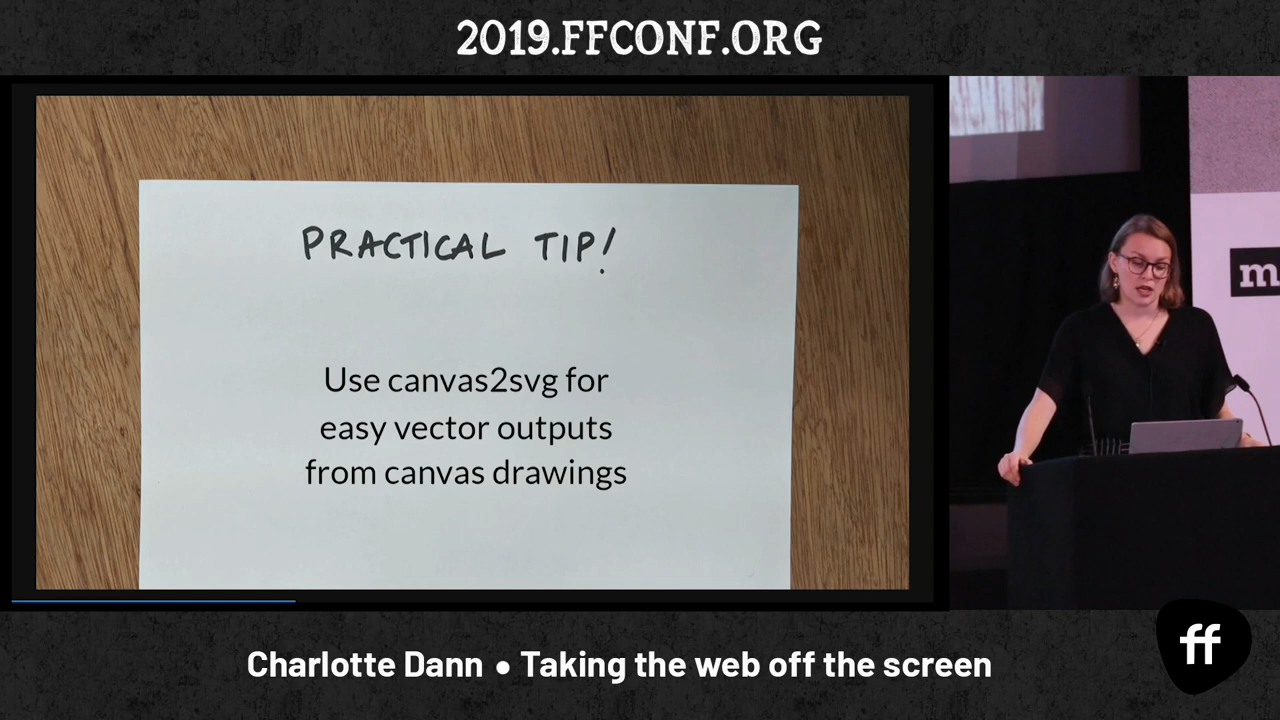 2019.FFCONF.ORG
PRACTICAL TIP!
Use canvas2svg for
easy vector outputs
from canvas drawings
m
Charlotte Dann • Taking the web off the screen
ff